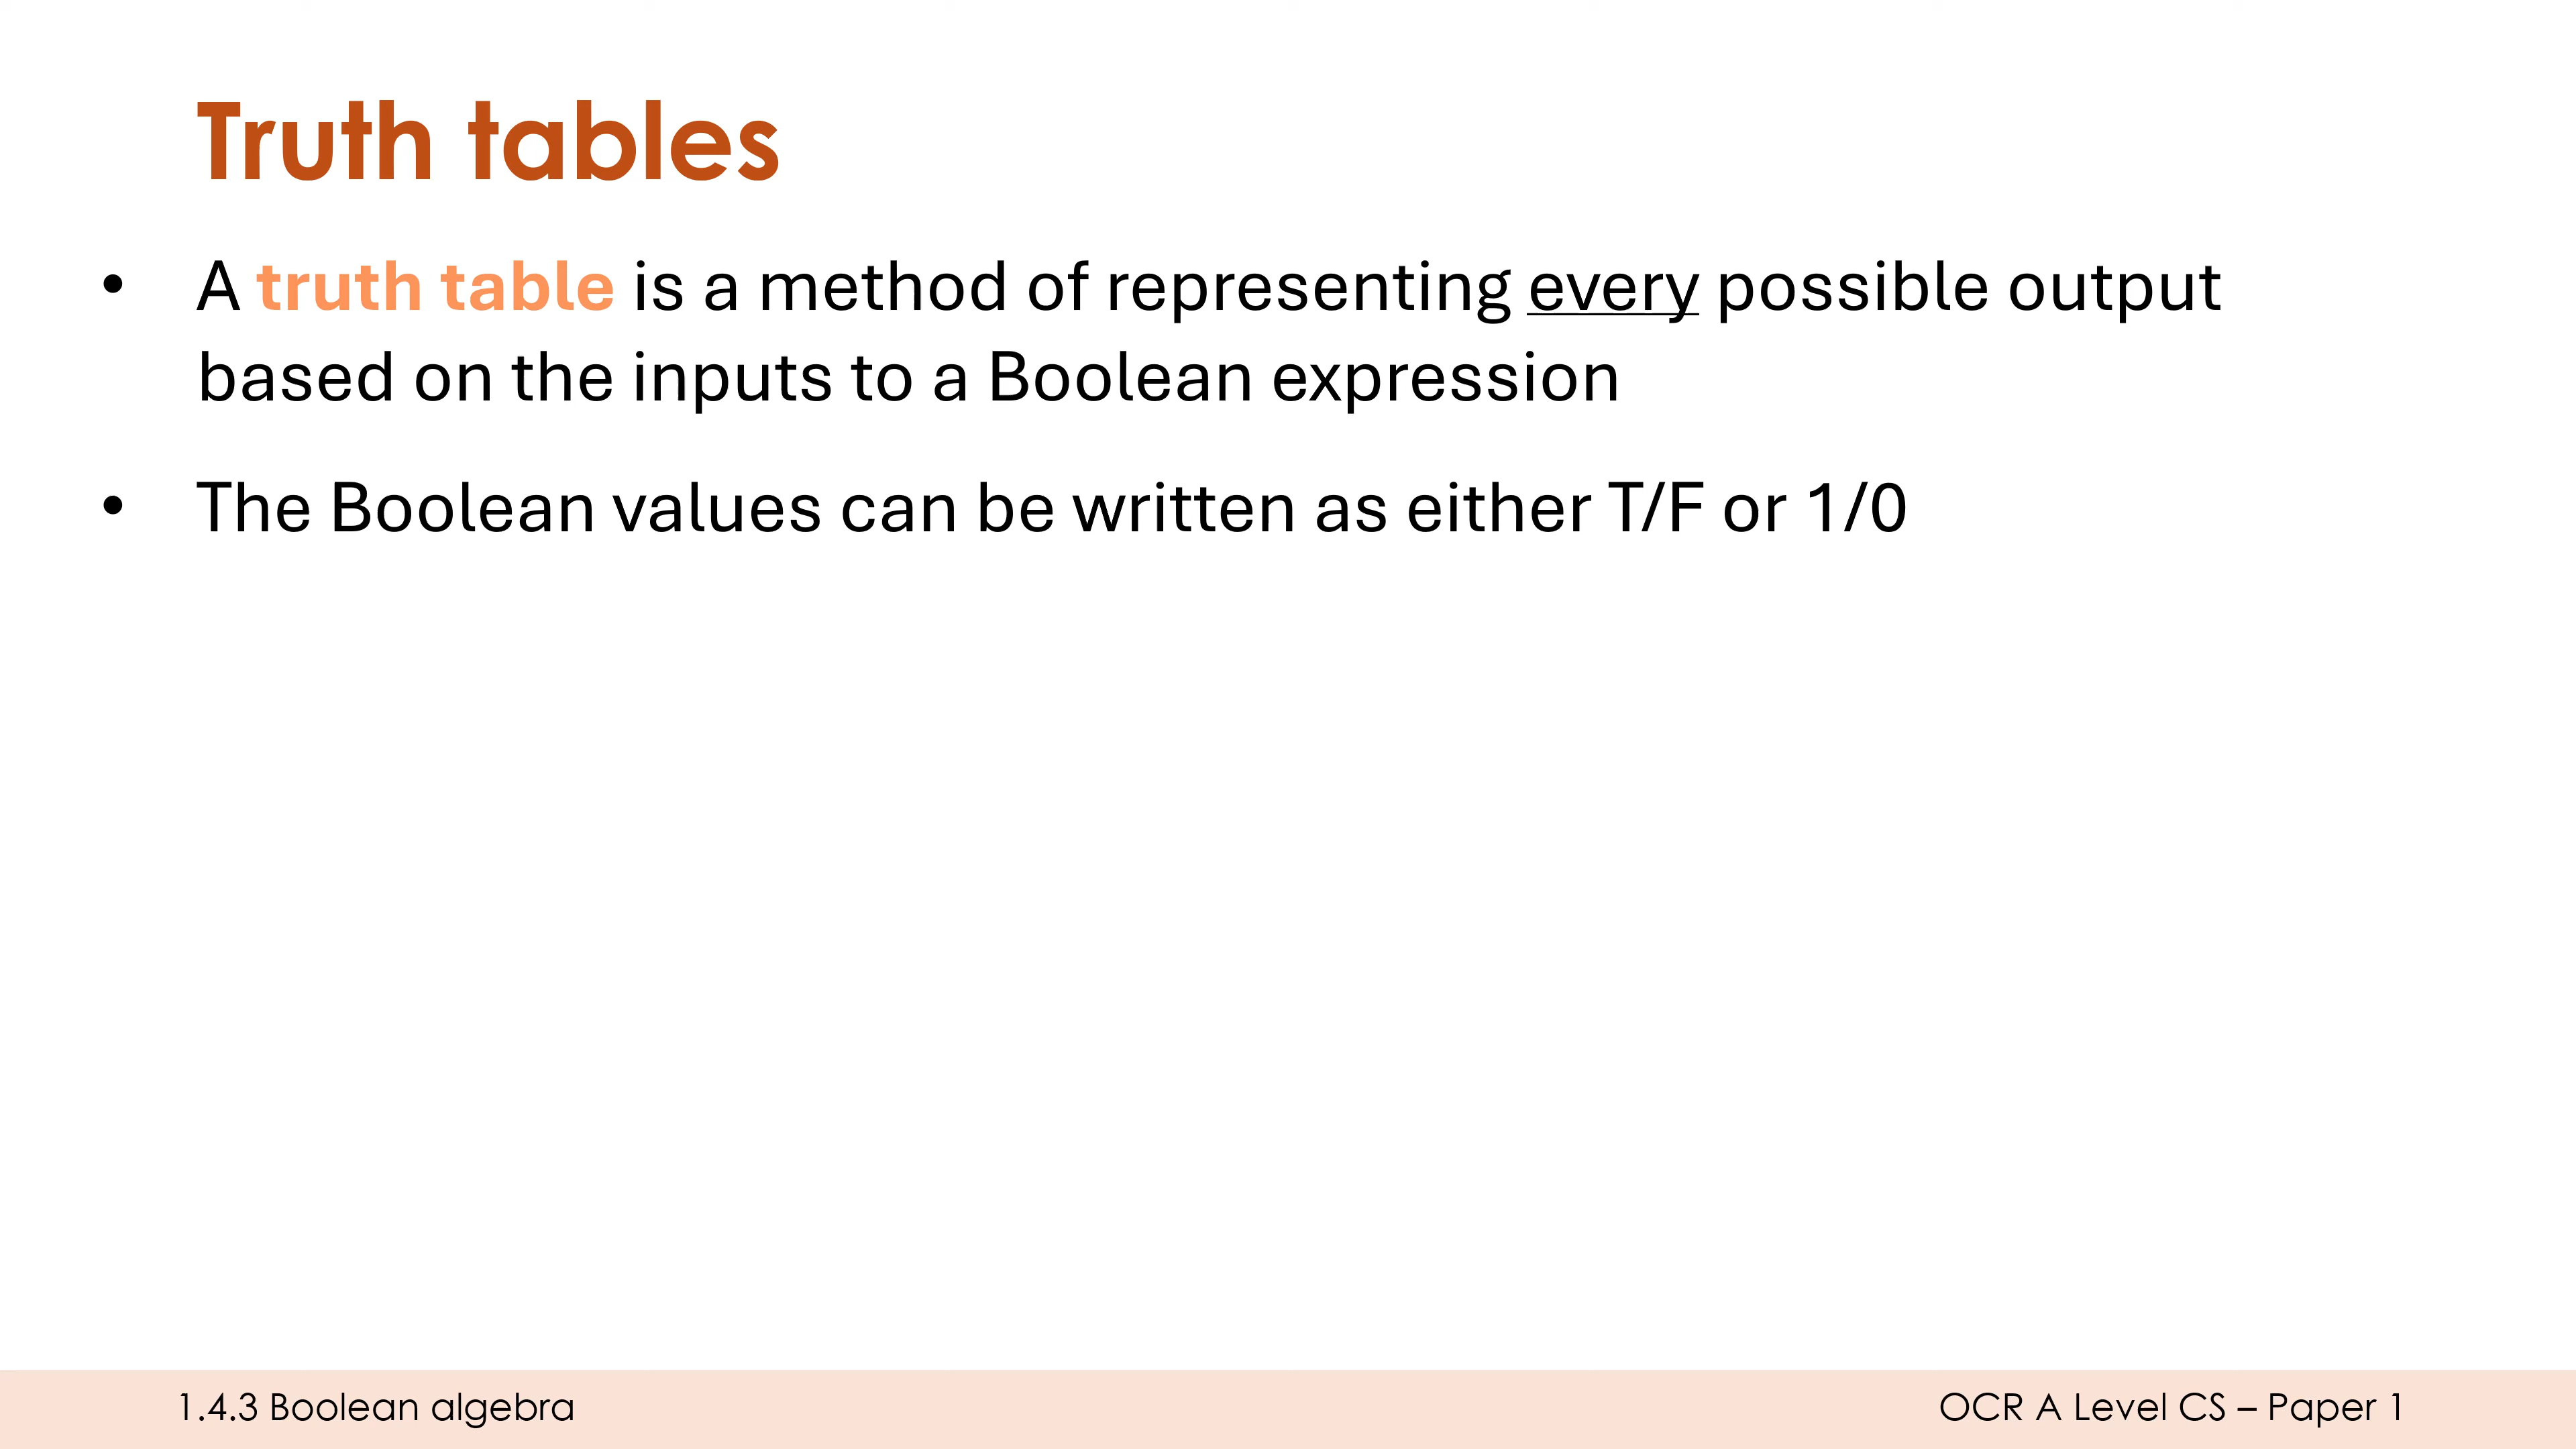 Truth tables
• A truth table is a method of representing every possible output
based on the inputs to a Boolean expression
• The Boolean values can be written as either T/F or 1/0
1.4.3 Boolean algebra
OCR A Level CS – Paper 1